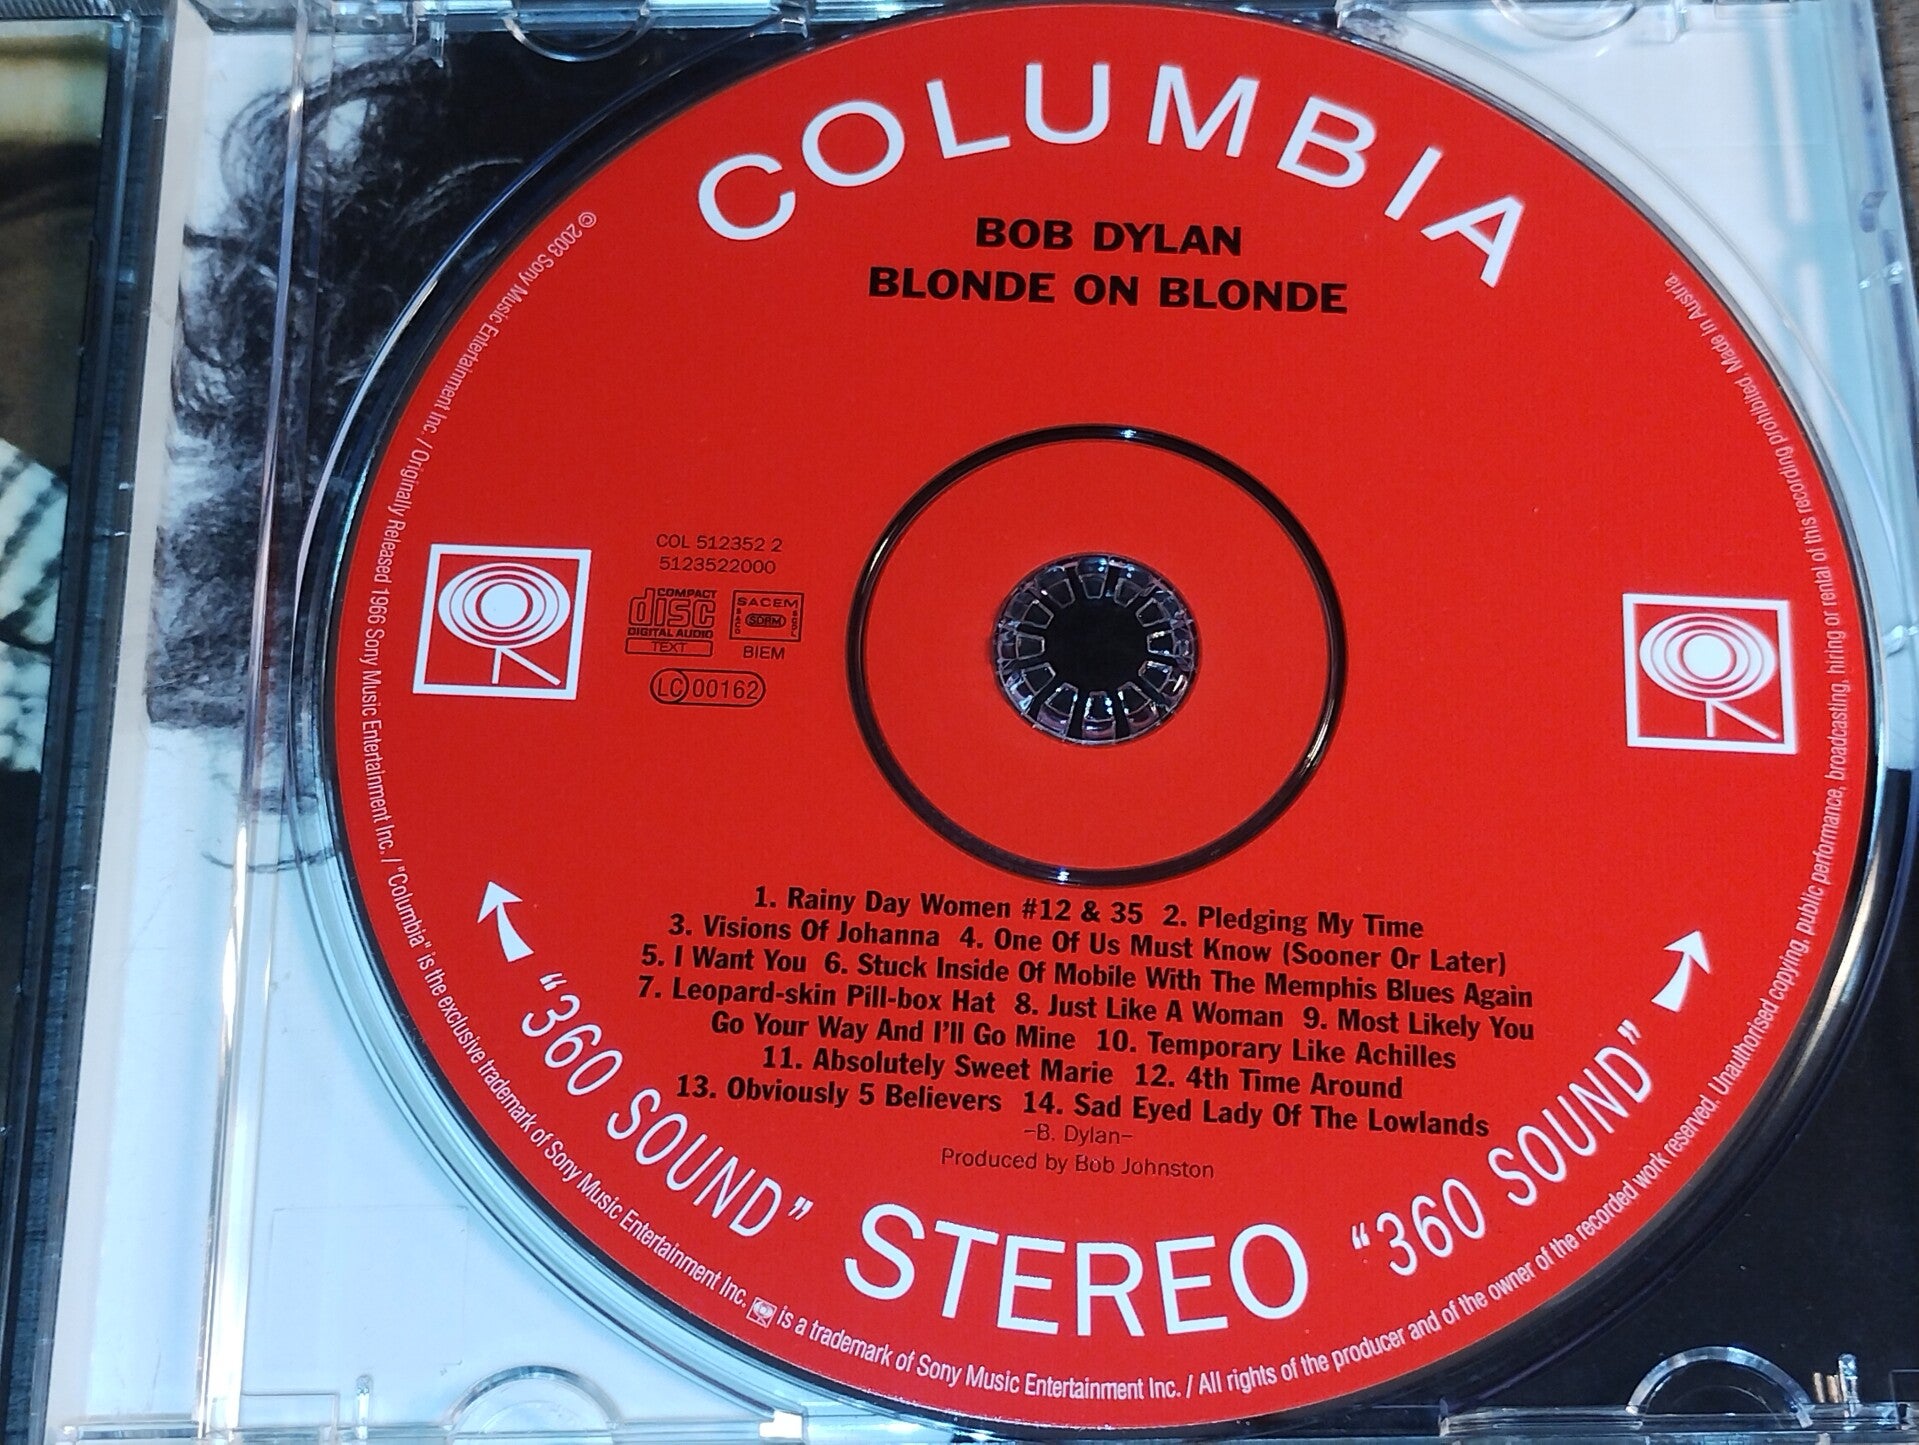 COLUMBIA
BOB DYLAN
BLONDE ON BLONDE
COL 512352 2
5123522000
COMPACT
disc
DIGITAL AUDIO
TEXT
SACEM
SACD
SDRM
SGDL
BIEM
LC 00162
1. Rainy Day Women #12 & 35 2. Pledging My Time
3. Visions Of Johanna 4. One Of Us Must Know (Sooner Or Later)
5. I Want You 6. Stuck Inside Of Mobile With The Memphis Blues Again
7. Leopard-skin Pill-box Hat 8. Just Like A Woman 9. Most Likely You
Go Your Way And I'll Go Mine 10. Temporary Like Achilles
11. Absolutely Sweet Marie 12. 4th Time Around
13. Obviously 5 Believers 14. Sad Eyed Lady Of The Lowlands
–B. Dylan–
Produced by Bob Johnston
"360 SOUND" STEREO "360 SOUND"
© 2003 Sony Music Entertainment Inc. / Originally Released 1966 Sony Music Entertainment Inc. / "Columbia" is the exclusive trademark of Sony Music Entertainment Inc. is a trademark of Sony Music Entertainment Inc. / All rights of the producer and of the owner of the recorded work reserved. Unauthorised copying, public performance, broadcasting, hiring or rental of this recording prohibited. Made in Austria.